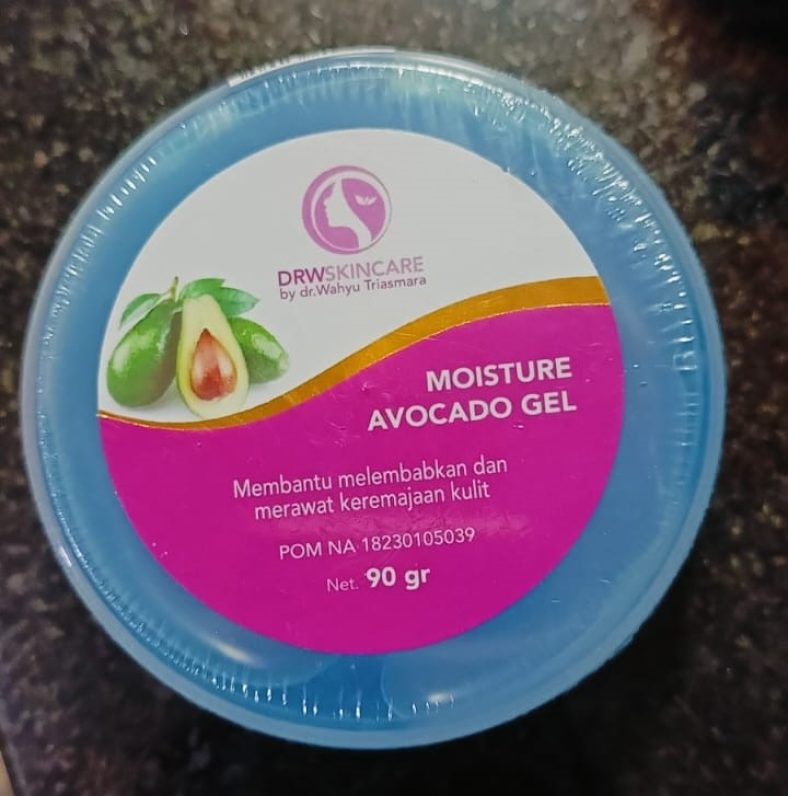 DRWSKINCARE
by dr.Wahyu Triasmara
MOISTURE
AVOCADO GEL
Membantu melembabkan dan
merawat keremajaan kulit
POM NA 18230105039
Net. 90 gr